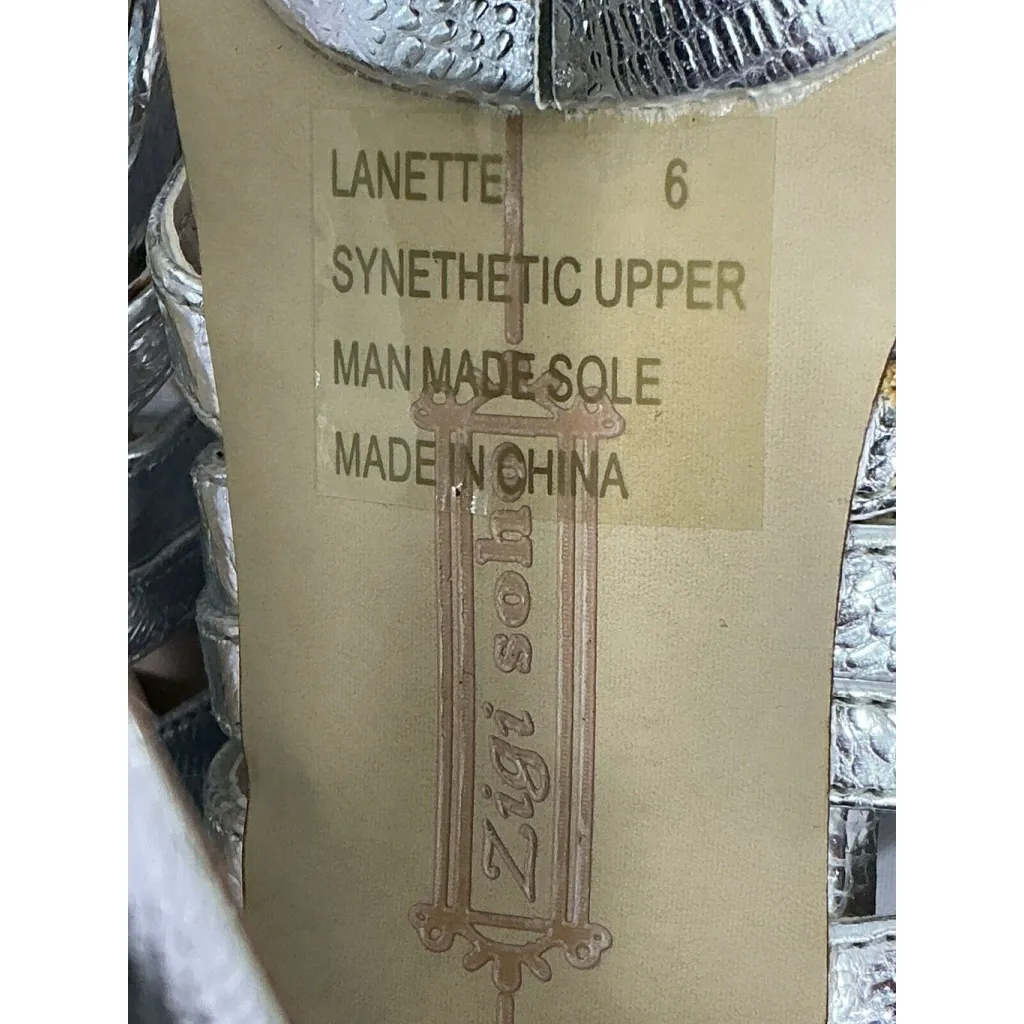 LANETTE 6
SYNETHETIC UPPER
MAN MADE SOLE
MADE IN CHINA
Zigi soho